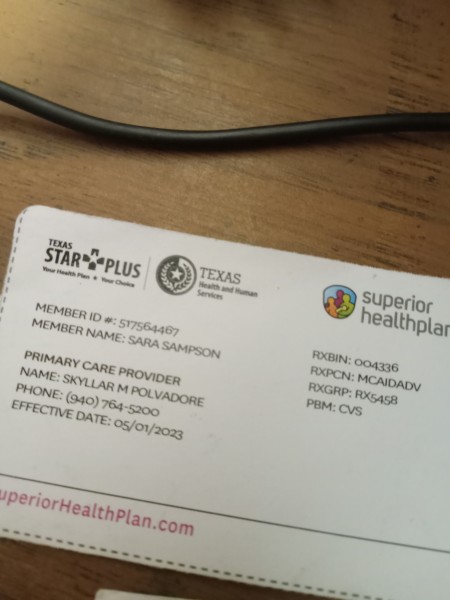 TEXAS
STAR PLUS
Your Health Plan ★ Your Choice
TEXAS
Health and Human
Services
superior
healthplan
MEMBER ID #: 517564467
MEMBER NAME: SARA SAMPSON
PRIMARY CARE PROVIDER
NAME: SKYLLAR M POLVADORE
PHONE: (940) 764-5200
EFFECTIVE DATE: 05/01/2023
RXBIN: 004336
RXPCN: MCAIDADV
RXGRP: RX5458
PBM: CVS
uperiorHealthPlan.com